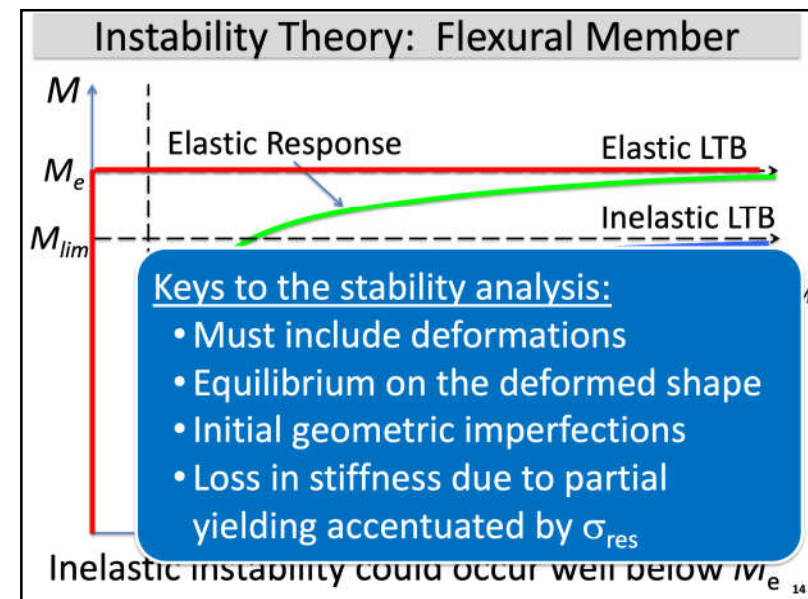 Instability Theory: Flexural Member
M
Elastic Response
Elastic LTB
Me
Inelastic LTB
Mlim
Keys to the stability analysis:
• Must include deformations
• Equilibrium on the deformed shape
• Initial geometric imperfections
• Loss in stiffness due to partial
yielding accentuated by σres
Inelastic instability could occur well below Me
14